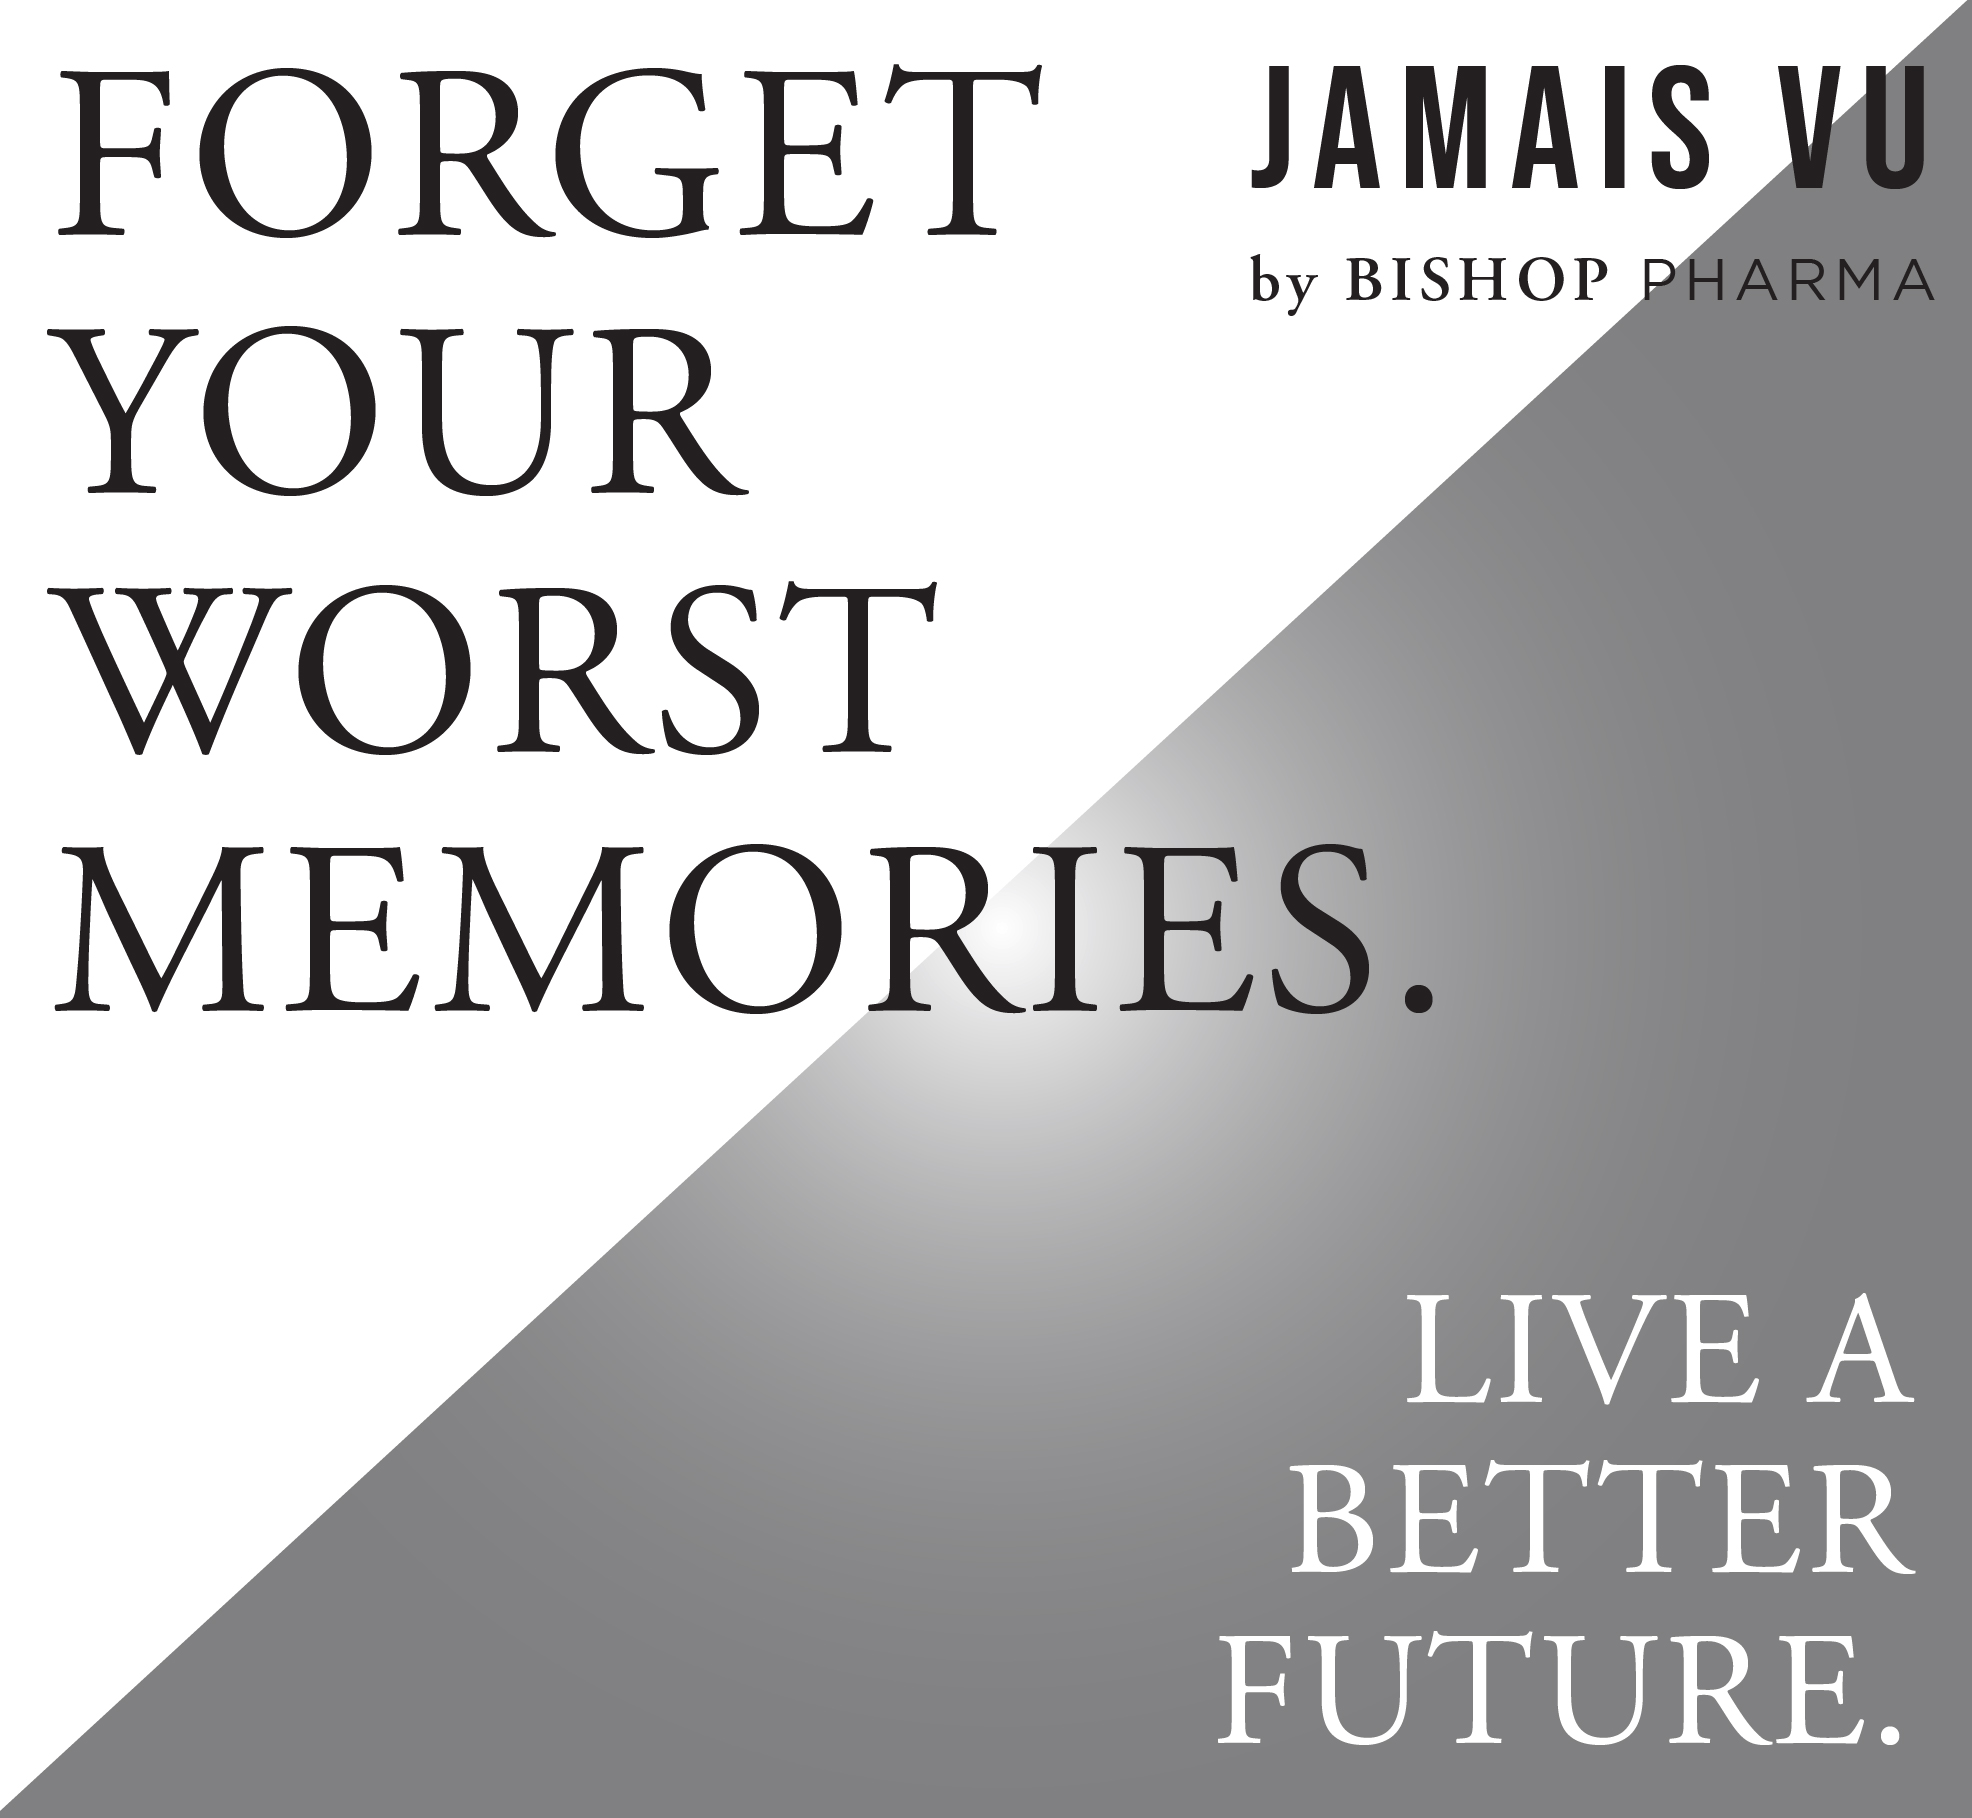 FORGET
YOUR
WORST
MEMORIES.
JAMAIS VU
by BISHOP PHARMA
LIVE A
BETTER
FUTURE.